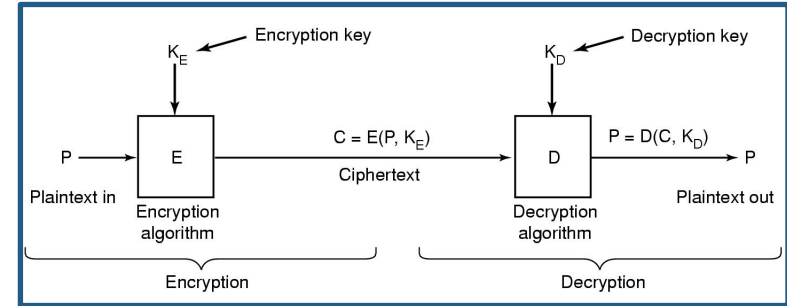 K_E
Encryption key
K_D
Decryption key
P
E
C = E(P, K_E)
D
P = D(C, K_D)
P
Plaintext in
Ciphertext
Plaintext out
Encryption
algorithm
Decryption
algorithm
Encryption
Decryption